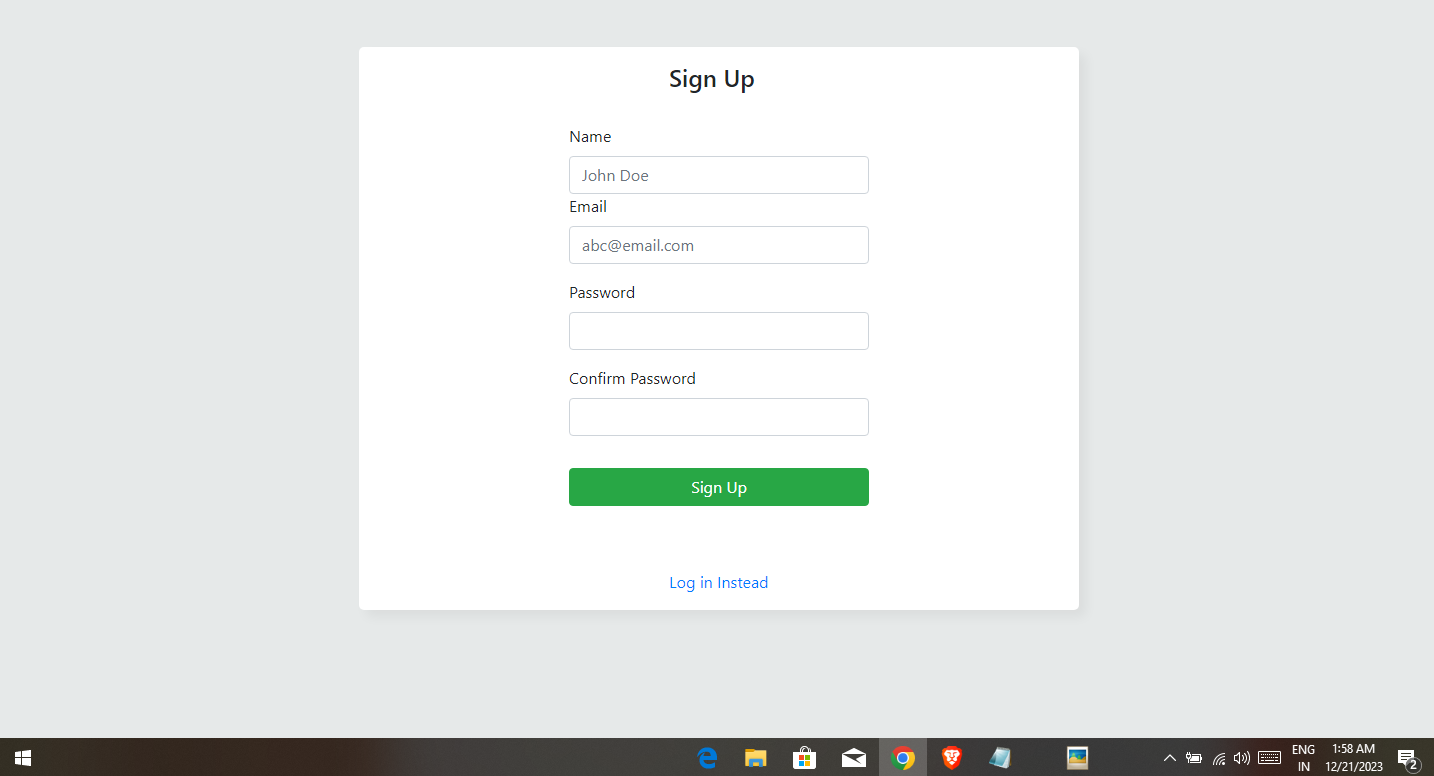 Sign Up
Name
John Doe
Email
abc@email.com
Password
Confirm Password
Sign Up
Log in Instead
ENG
IN
1:58 AM
12/21/2023
2